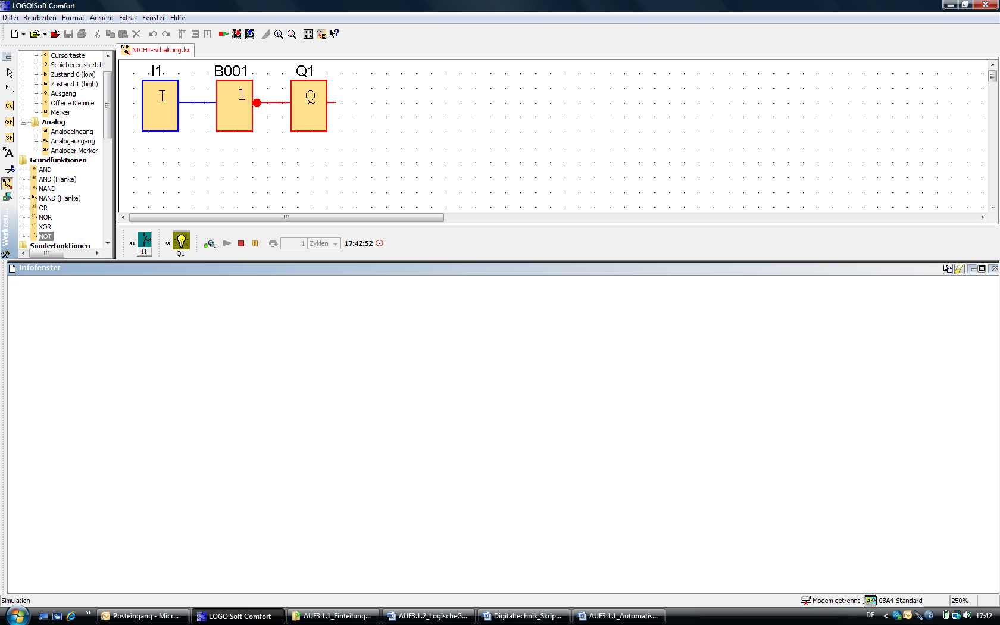 LOGO!Soft Comfort
Datei Bearbeiten Format Ansicht Extras Fenster Hilfe
NICHT-Schaltung.lsc
Cursortaste
Schieberegisterbit
Zustand 0 (low)
Zustand 1 (high)
Ausgang
Offene Klemme
Merker
Analog
Analogeingang
Analogausgang
Analoger Merker
Grundfunktionen
AND
AND (Flanke)
NAND
NAND (Flanke)
OR
NOR
XOR
NOT
Sonderfunktionen
Co
GF
SF
A
Werkzeu...
I1 B001 Q1
I 1 Q
I1 Q1 1 Zyklen 17:42:52
Infofenster
Simulation Modem getrennt 0BA4.Standard 250%
Posteingang - Micr... LOGO!Soft Comfort AUF3.1.1_Einteilung... AUF3.1.2_LogischeG... Digitaltechnik_Skrip... AUF3.1.1_Automatis... DE 17:42